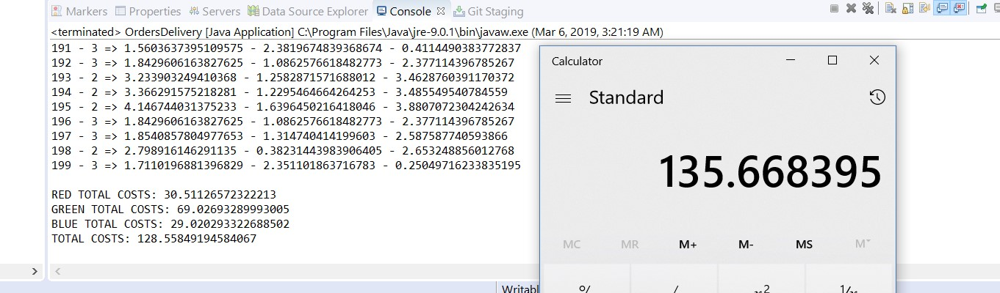 Markers Properties Servers Data Source Explorer Console Git Staging
<terminated> OrdersDelivery [Java Application] C:\Program Files\Java\jre-9.0.1\bin\javaw.exe (Mar 6, 2019, 3:21:19 AM)
191 - 3 => 1.5603637395109575 - 2.3819674839368674 - 0.4114490383772837
192 - 3 => 1.8429606163827625 - 1.0862576618482773 - 2.377114396785267
193 - 2 => 3.233903249410368 - 1.2582871571688012 - 3.4628760391170372
194 - 2 => 3.366291575218281 - 1.2295464664264253 - 3.485549540784559
195 - 2 => 4.146744031375233 - 1.6396450216418046 - 3.8807072304242634
196 - 3 => 1.8429606163827625 - 1.0862576618482773 - 2.377114396785267
197 - 3 => 1.8540857804977653 - 1.314740414199603 - 2.587587740593866
198 - 2 => 2.798916146291135 - 0.38231443983906405 - 2.653248856012768
199 - 3 => 1.7110196881396829 - 2.351101863716783 - 0.25049716233835195
RED TOTAL COSTS: 30.51126572322213
GREEN TOTAL COSTS: 69.02693289993005
BLUE TOTAL COSTS: 29.020293322688502
TOTAL COSTS: 128.55849194584067
Calculator
Standard
135.668395
MC MR M+ M- MS M˅